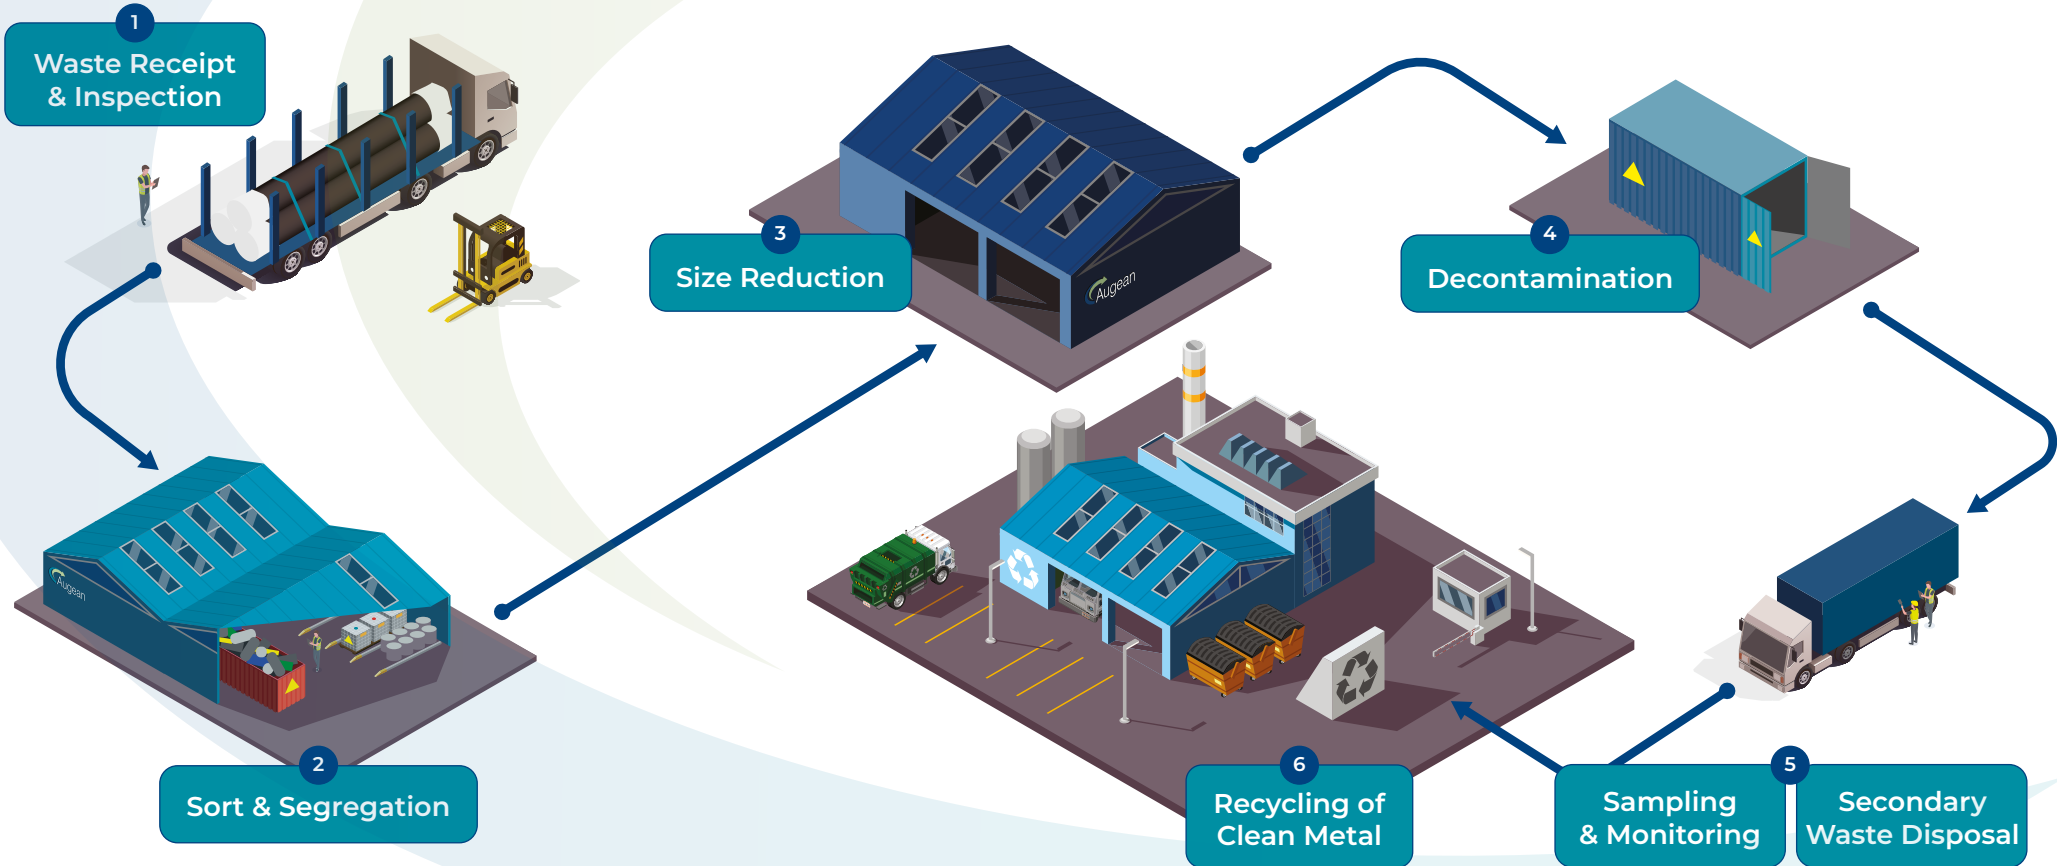 1
Waste Receipt
& Inspection
2
Sort & Segregation
Augean
3
Size Reduction
Augean
4
Decontamination
5
Sampling
& Monitoring
Secondary
Waste Disposal
6
Recycling of
Clean Metal